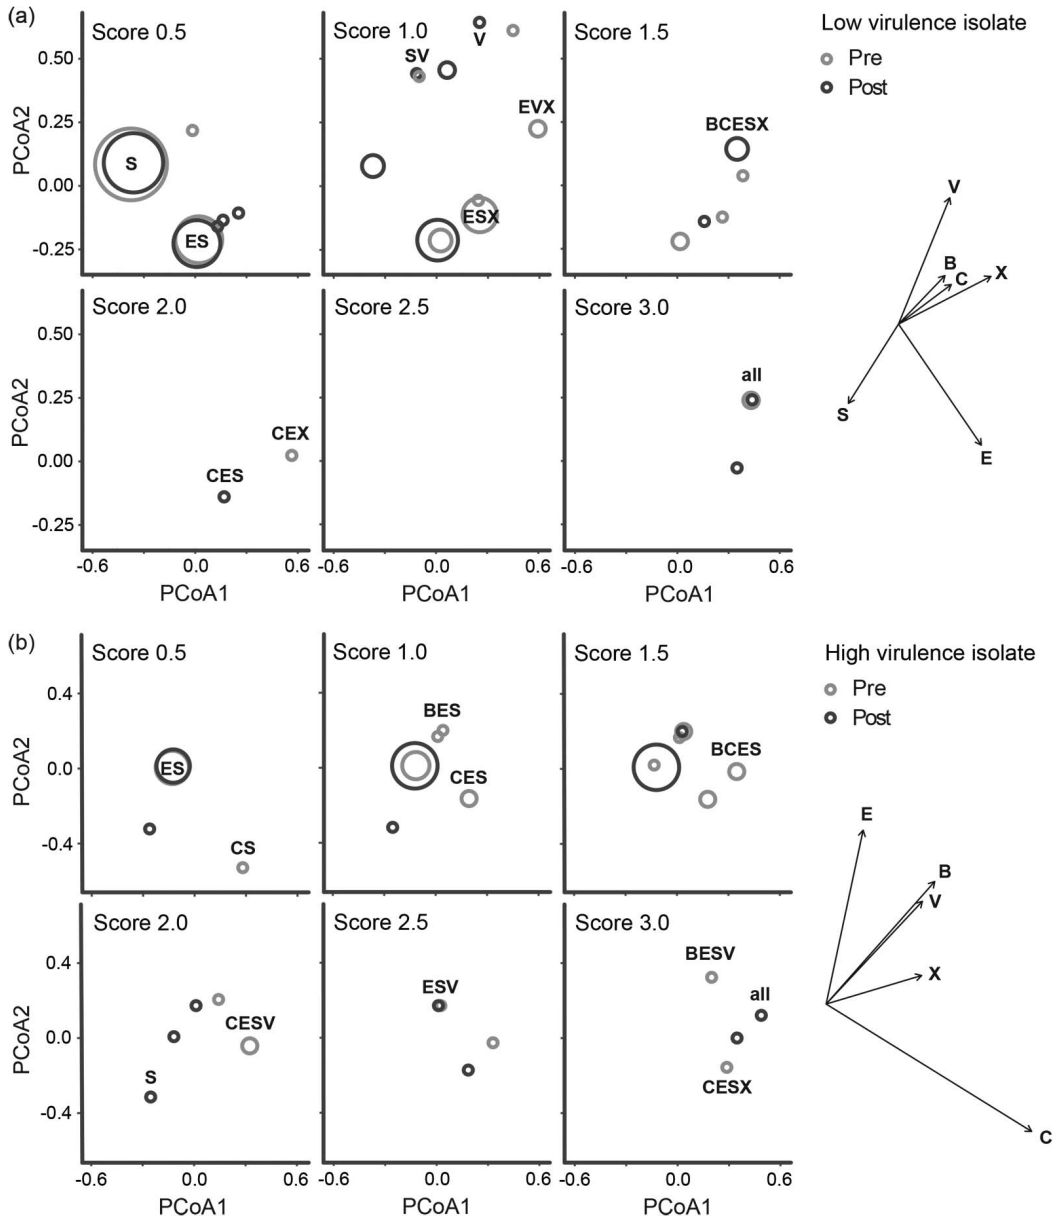 (a)
Score 0.5
Score 1.0
Score 1.5
Low virulence isolate
Pre
Post
PCoA2
0.50
0.25
0.00
-0.25
S
ES
SV
V
EVX
ESX
BCESX
Score 2.0
Score 2.5
Score 3.0
PCoA2
0.50
0.25
0.00
-0.25
CES
CEX
all
V
B
C
X
S
E
-0.6
0.0
0.6
-0.6
0.0
0.6
-0.6
0.0
0.6
PCoA1
PCoA1
PCoA1
(b)
Score 0.5
Score 1.0
Score 1.5
High virulence isolate
Pre
Post
PCoA2
0.4
0.0
-0.4
ES
CS
BES
CES
BCES
Score 2.0
Score 2.5
Score 3.0
PCoA2
0.4
0.0
-0.4
S
CESV
ESV
BESV
all
CESX
E
B
V
X
C
-0.6
0.0
0.6
-0.6
0.0
0.6
-0.6
0.0
0.6
PCoA1
PCoA1
PCoA1